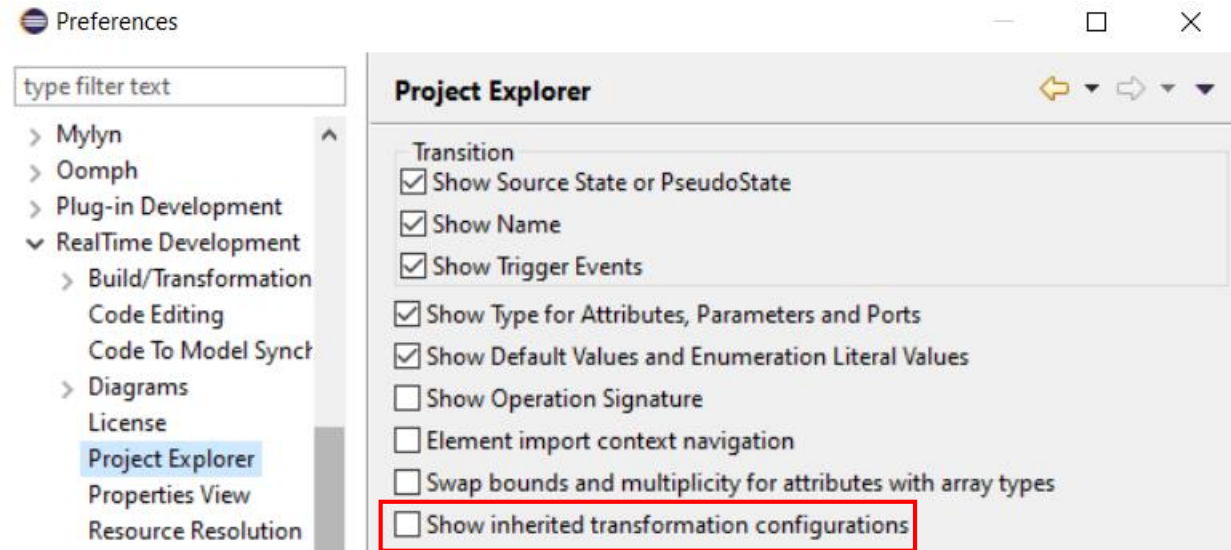 Preferences
type filter text
Mylyn
Oomph
Plug-in Development
RealTime Development
Build/Transformation
Code Editing
Code To Model Synch
Diagrams
License
Project Explorer
Properties View
Resource Resolution
Project Explorer
Transition
Show Source State or PseudoState
Show Name
Show Trigger Events
Show Type for Attributes, Parameters and Ports
Show Default Values and Enumeration Literal Values
Show Operation Signature
Element import context navigation
Swap bounds and multiplicity for attributes with array types
Show inherited transformation configurations